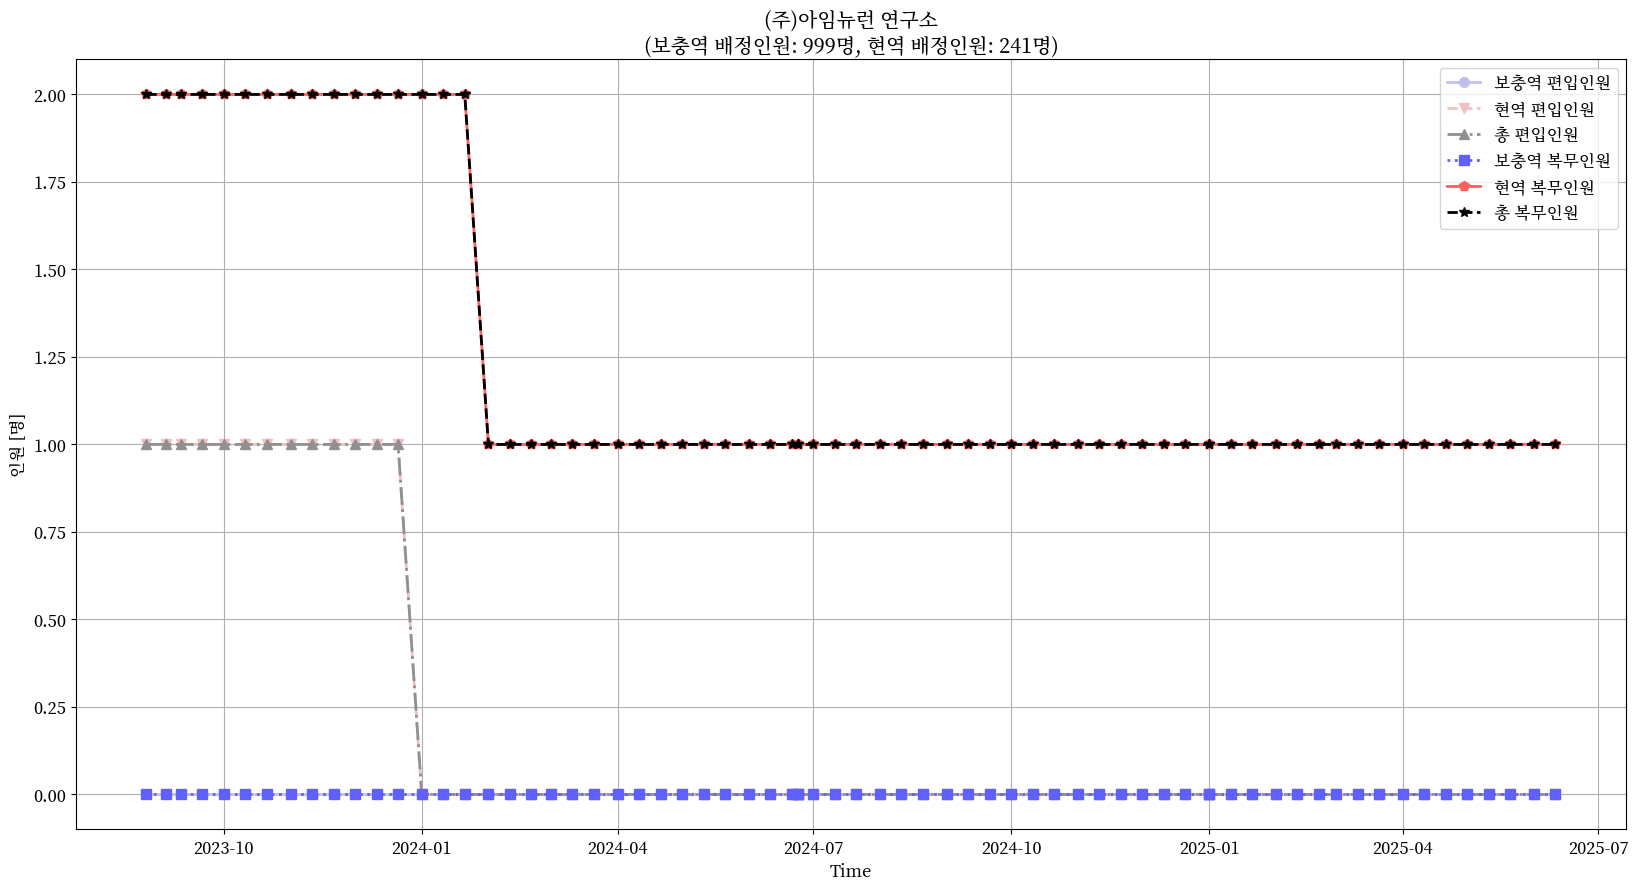 (주)아임뉴런 연구소
(보충역 배정인원: 999명, 현역 배정인원: 241명)
보충역 편입인원
현역 편입인원
총 편입인원
보충역 복무인원
현역 복무인원
총 복무인원
2.00
1.75
1.50
1.25
1.00
0.75
0.50
0.25
0.00
인원 [명]
2023-10 2024-01 2024-04 2024-07 2024-10 2025-01 2025-04 2025-07
Time